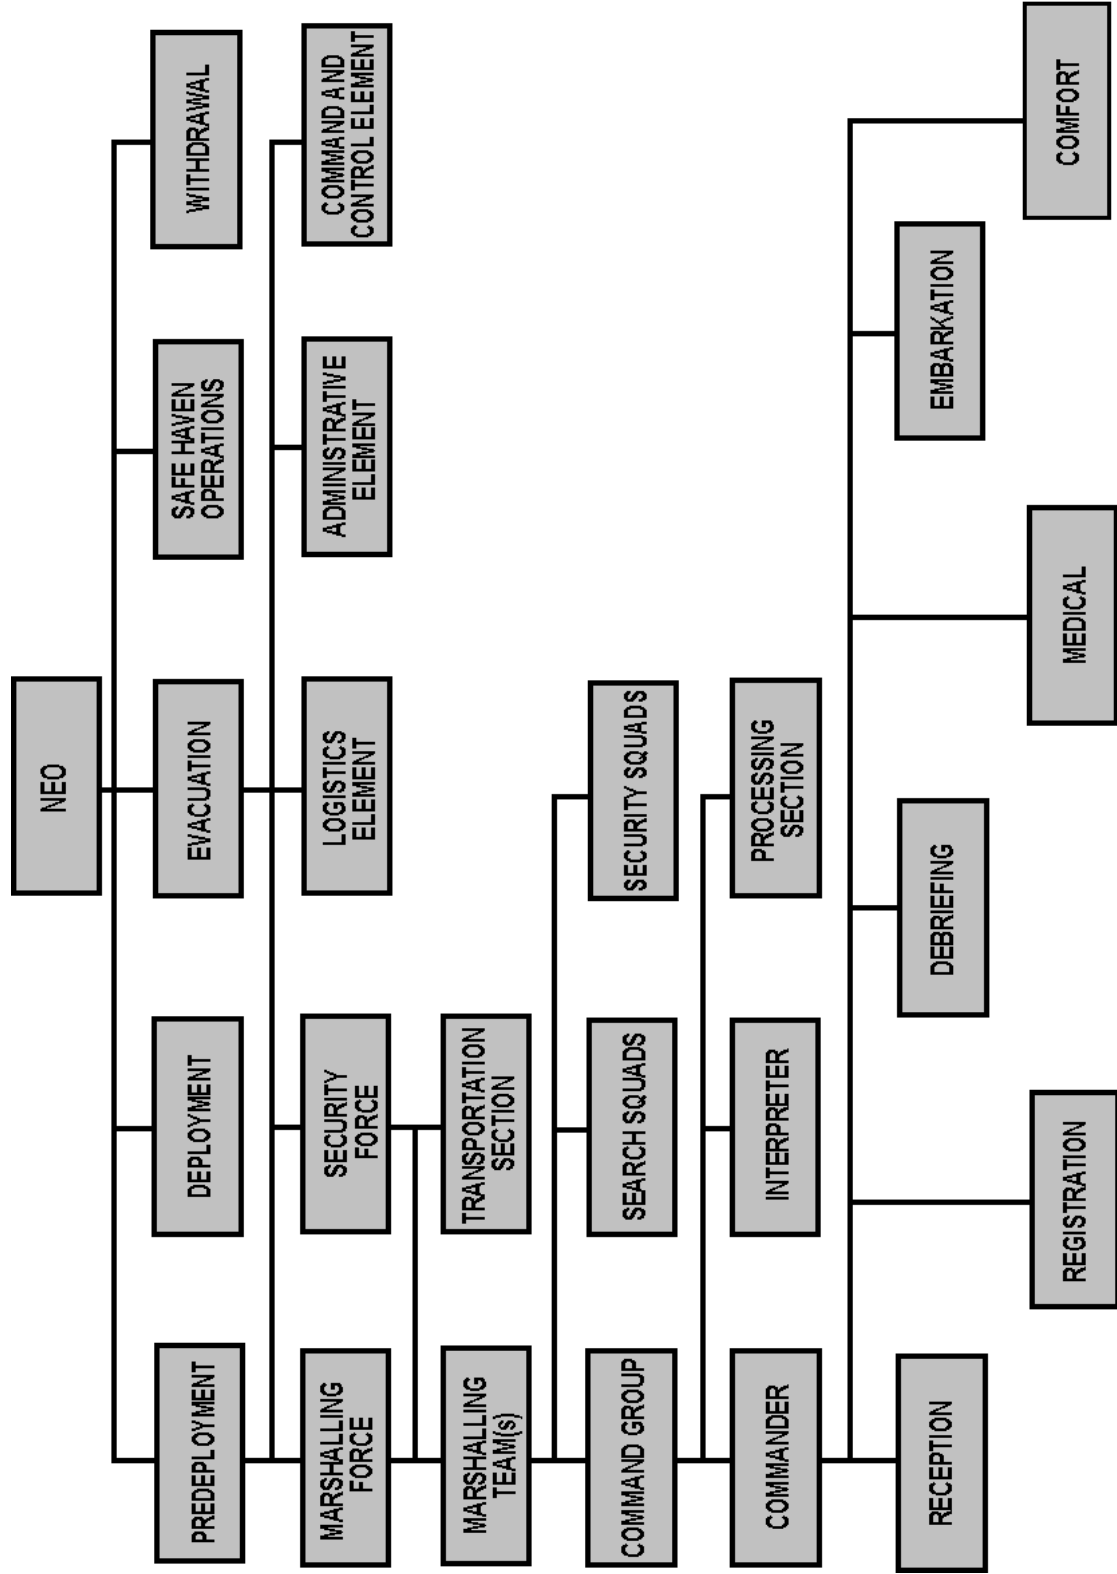 NEO
PREDEPLOYMENT
DEPLOYMENT
EVACUATION
SAFE HAVEN
OPERATIONS
WITHDRAWAL
MARSHALLING
FORCE
SECURITY
FORCE
LOGISTICS
ELEMENT
ADMINISTRATIVE
ELEMENT
COMMAND AND
CONTROL ELEMENT
MARSHALLING
TEAM(s)
TRANSPORTATION
SECTION
COMMAND GROUP
SEARCH SQUADS
SECURITY SQUADS
COMMANDER
INTERPRETER
PROCESSING
SECTION
RECEPTION
REGISTRATION
DEBRIEFING
MEDICAL
EMBARKATION
COMFORT